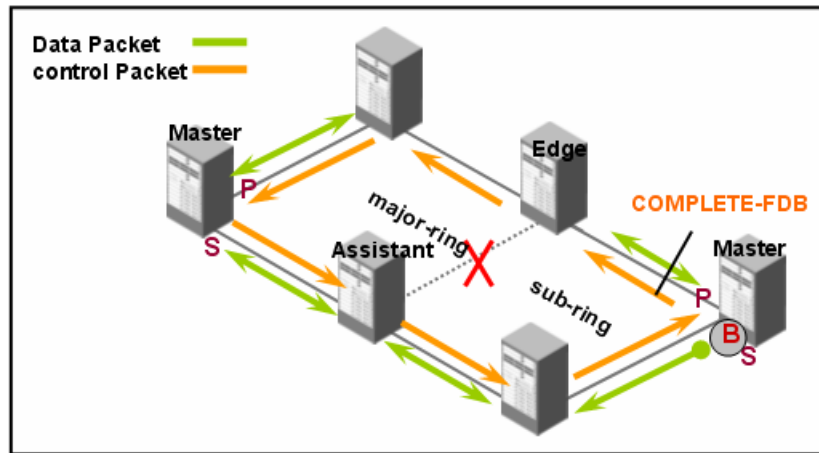 Data Packet
control Packet
Master
Edge
P
major-ring
COMPLETE-FDB
S
Assistant
Master
sub-ring
P
B
S